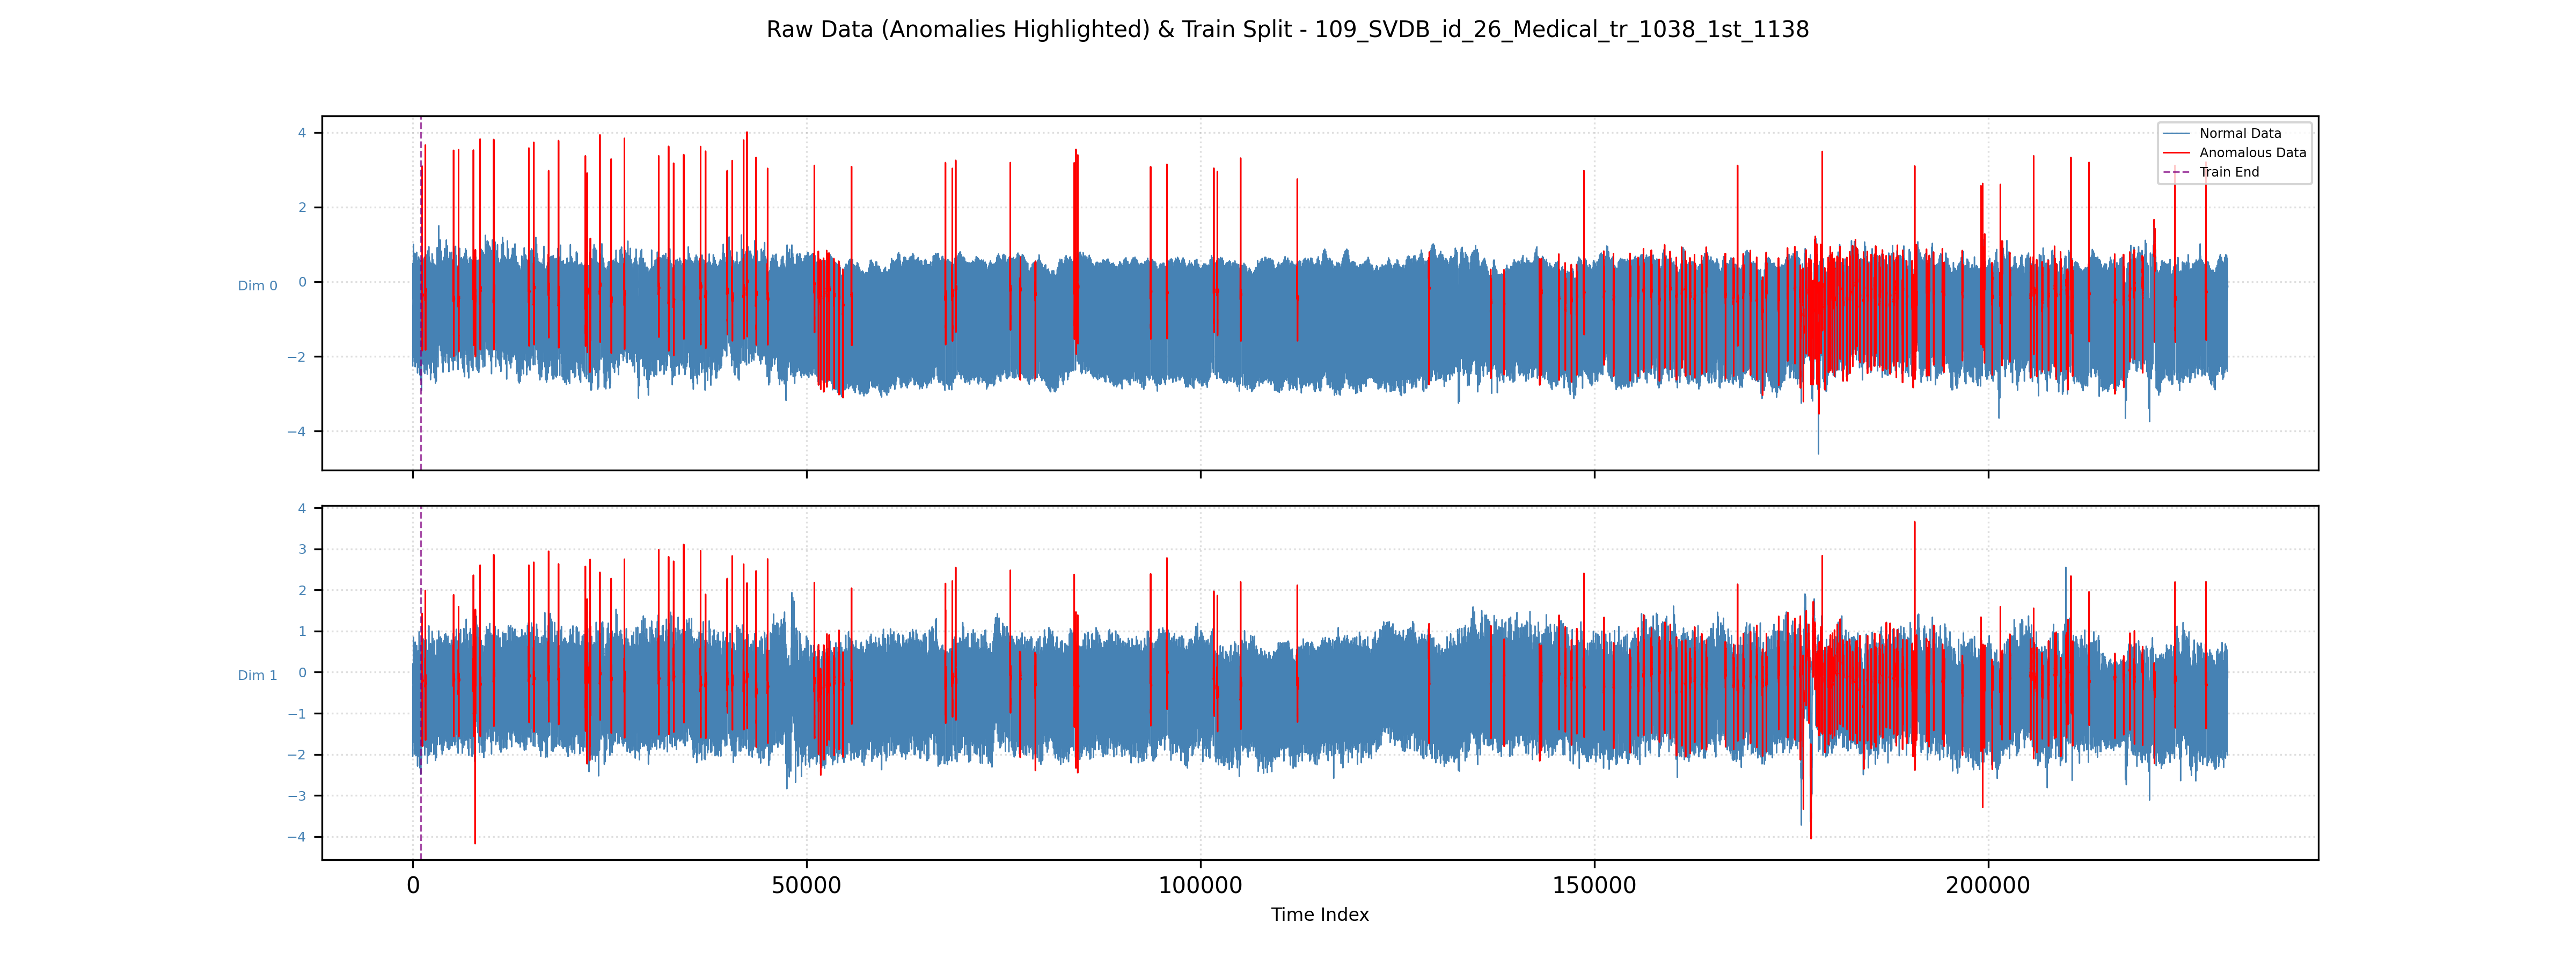 Raw Data (Anomalies Highlighted) & Train Split - 109_SVDB_id_26_Medical_tr_1038_1st_1138
4
2
0
−2
−4
Dim 0
Normal Data
Anomalous Data
Train End
4
3
2
1
0
−1
−2
−3
−4
Dim 1
0
50000
100000
150000
200000
Time Index